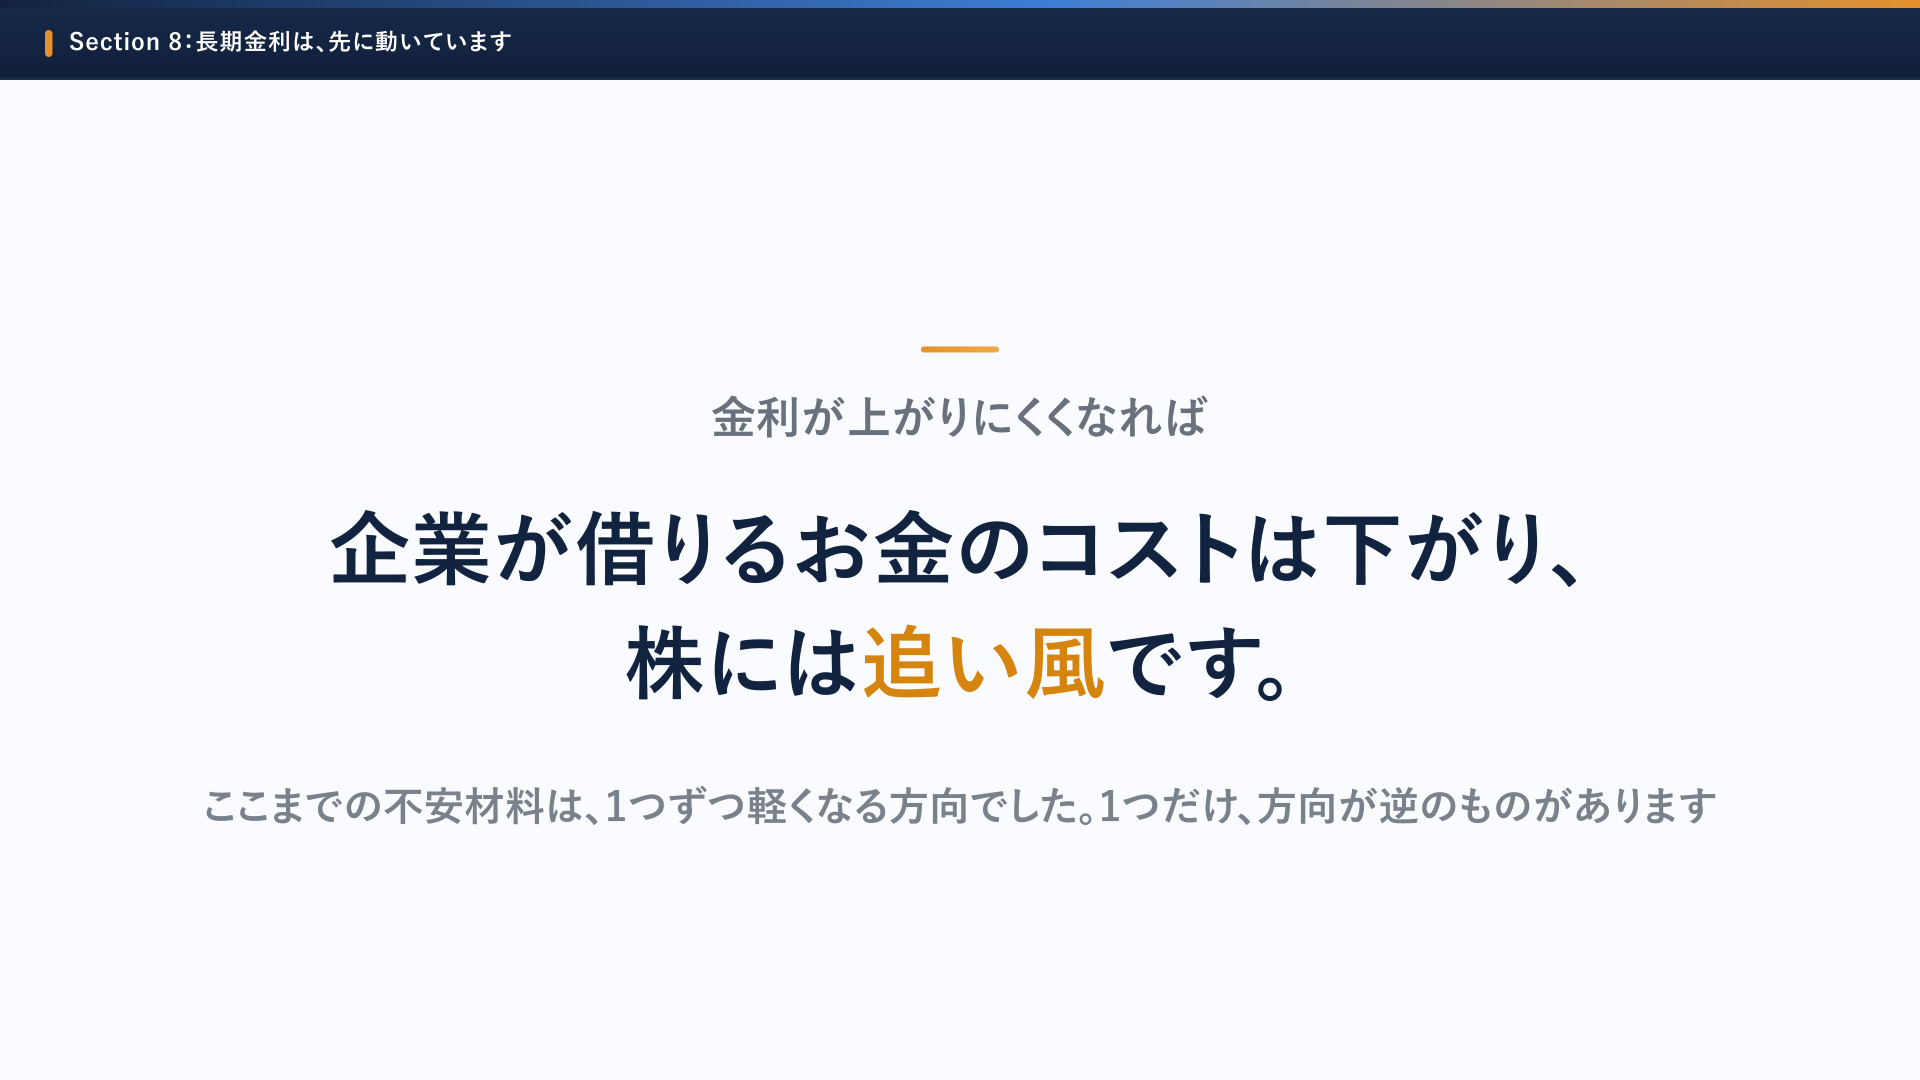 Section 8：長期金利は、先に動いています
金利が上がりにくくなれば
企業が借りるお金のコストは下がり、
株には追い風です。
ここまでの不安材料は、1つずつ軽くなる方向でした。1つだけ、方向が逆のものがあります